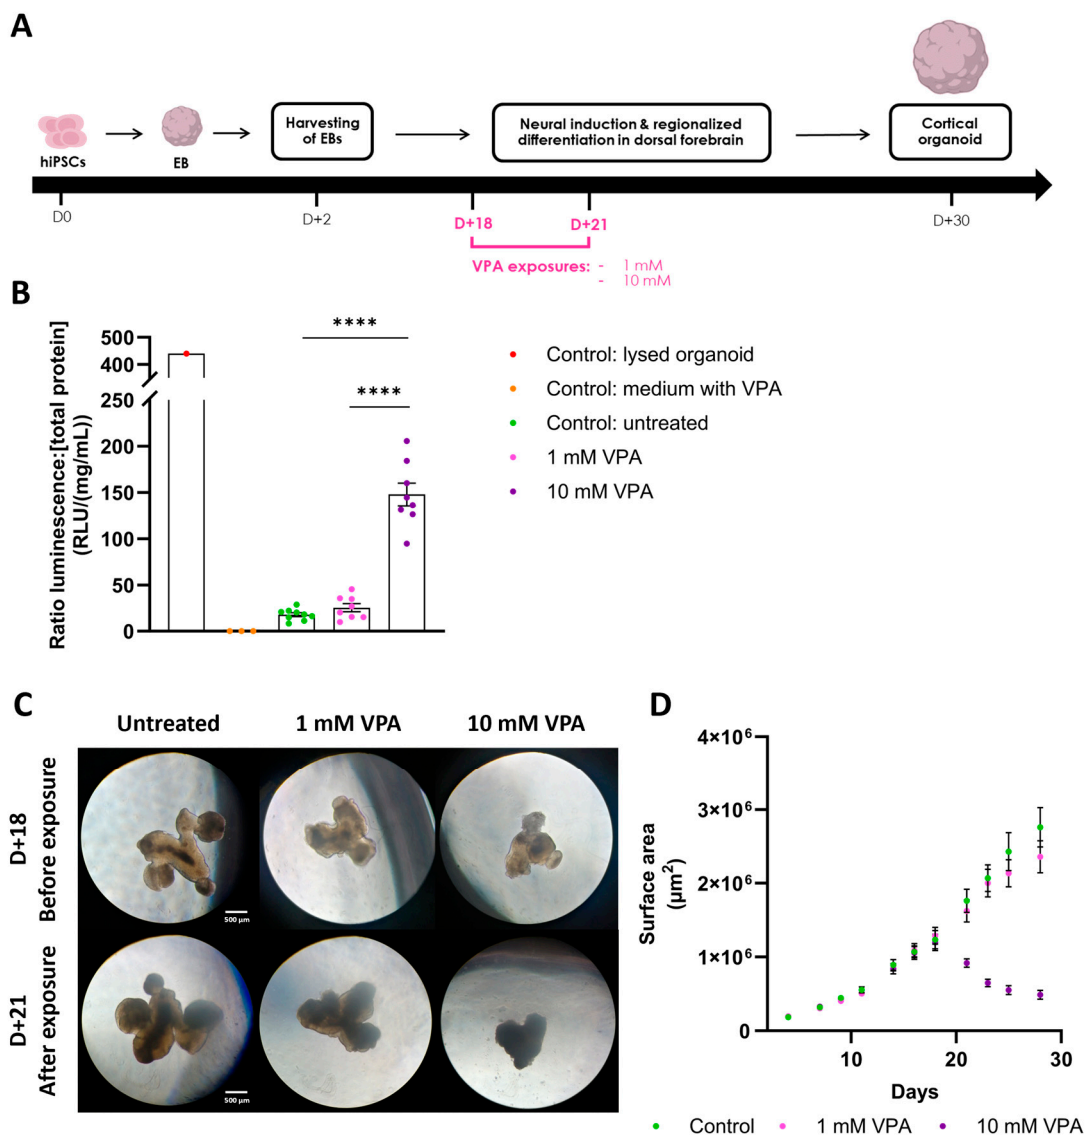 A
hiPSCs
EB
Harvesting
of EBs
Neural induction & regionalized
differentiation in dorsal forebrain
Cortical
organoid
D0
D+2
D+18
D+21
D+30
VPA exposures: - 1 mM
- 10 mM
B
Ratio luminescence:[total protein]
(RLU/(mg/mL))
500
400
250
200
150
100
50
0
****
****
Control: lysed organoid
Control: medium with VPA
Control: untreated
1 mM VPA
10 mM VPA
C
Untreated
1 mM VPA
10 mM VPA
D+18
Before exposure
500 µm
D+21
After exposure
500 µm
D
Surface area
(µm²)
4×10⁶
3×10⁶
2×10⁶
1×10⁶
0
10
20
30
Days
Control
1 mM VPA
10 mM VPA